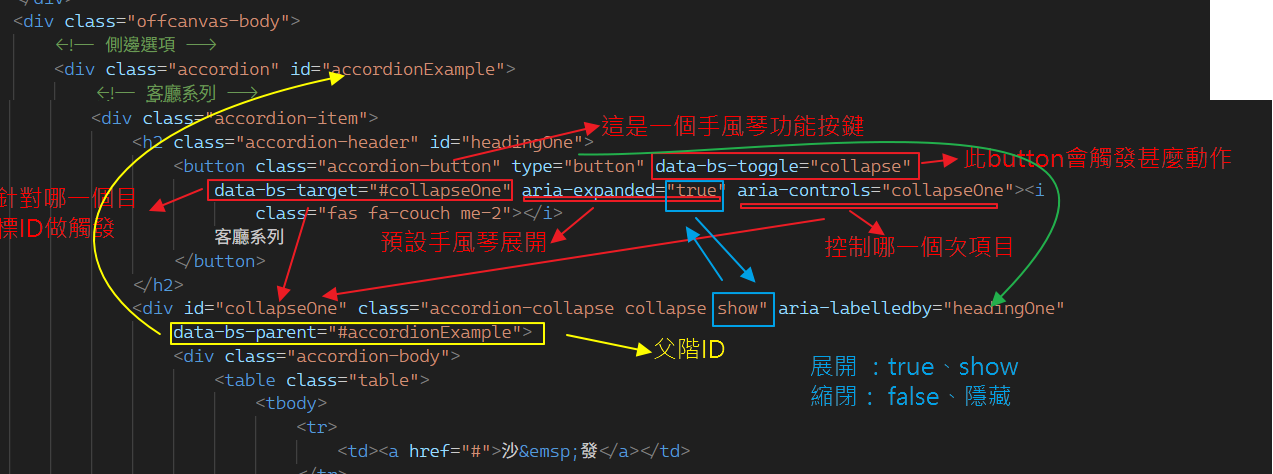 </div>
<div class="offcanvas-body">
<!-- 側邊選項 -->
<div class="accordion" id="accordionExample">
<!-- 客廳系列 -->
<div class="accordion-item">
<h2 class="accordion-header" id="headingOne">
這是一個手風琴功能按鍵
<button class="accordion-button" type="button" data-bs-toggle="collapse"
此button會觸發甚麼動作
data-bs-target="#collapseOne" aria-expanded="true" aria-controls="collapseOne"><i
針對哪一個目
標ID做觸發
class="fas fa-couch me-2"></i>
客廳系列
預設手風琴展開
控制哪一個次項目
</button>
</h2>
<div id="collapseOne" class="accordion-collapse collapse show" aria-labelledby="headingOne"
data-bs-parent="#accordionExample">
父階ID
<div class="accordion-body">
展開 : true、show
<table class="table">
縮閉 : false、隱藏
<tbody>
<tr>
<td><a href="#">沙&emsp;發</a></td>
</tr>